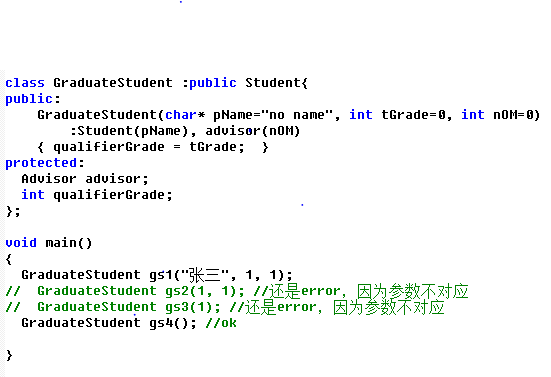 class GraduateStudent :public Student{
public:
GraduateStudent(char* pName="no name", int tGrade=0, int nOM=0)
:Student(pName), advisor(nOM)
{ qualifierGrade = tGrade; }
protected:
Advisor advisor;
int qualifierGrade;
};
void main()
{
GraduateStudent gs1("张三", 1, 1);
// GraduateStudent gs2(1, 1); //还是error，因为参数不对应
// GraduateStudent gs3(1); //还是error，因为参数不对应
GraduateStudent gs4(); //ok
}